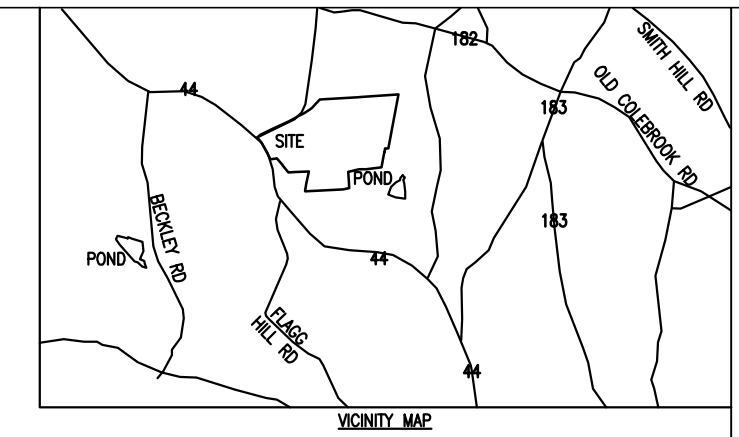 182
SMITH HILL RD
44
183
OLD COLEBROOK RD
SITE
POND
BECKLEY RD
183
POND
44
FLAGG
HILL RD
44
VICINITY MAP